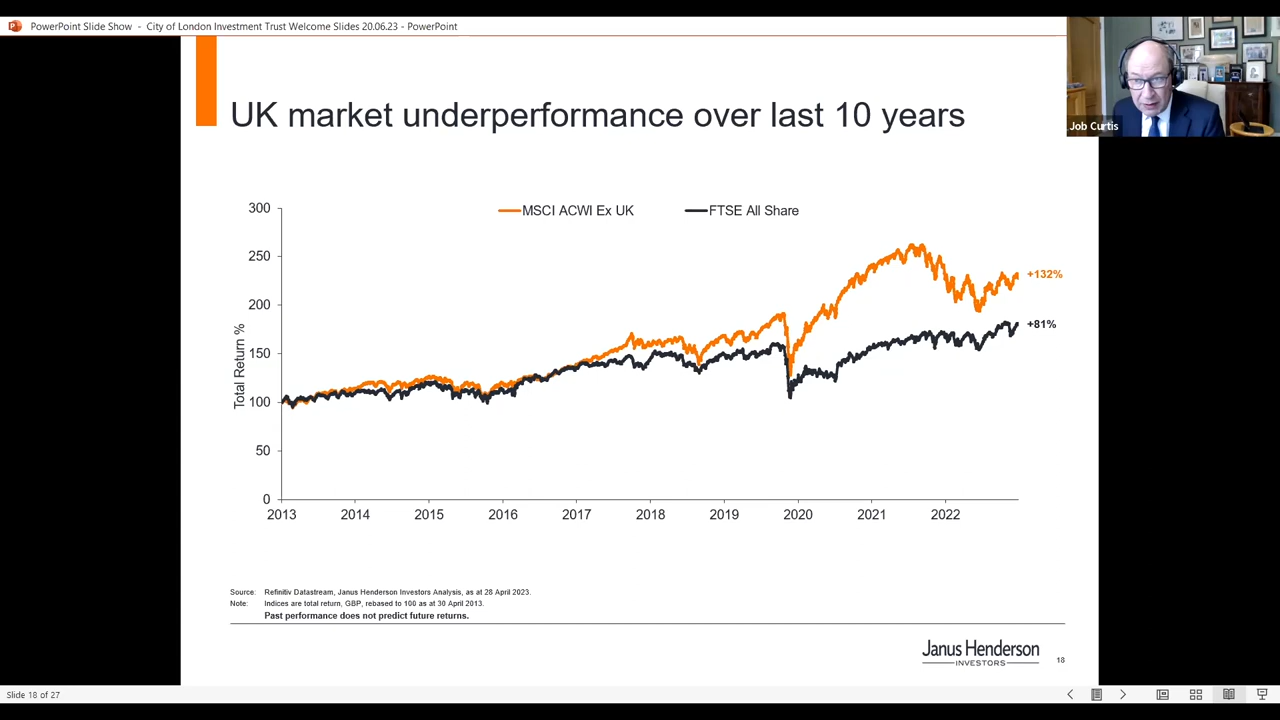 PowerPoint Slide Show - City of London Investment Trust Welcome Slides 20.06.23 - PowerPoint
Job Curtis
UK market underperformance over last 10 years
MSCI ACWI Ex UK
FTSE All Share
Total Return %
300
250
200
150
100
50
0
+132%
+81%
2013 2014 2015 2016 2017 2018 2019 2020 2021 2022
Source: Refinitiv Datastream, Janus Henderson Investors Analysis, as at 28 April 2023.
Note: Indices are total return, GBP, rebased to 100 as at 30 April 2013.
Past performance does not predict future returns.
Janus Henderson
INVESTORS
18
Slide 18 of 27